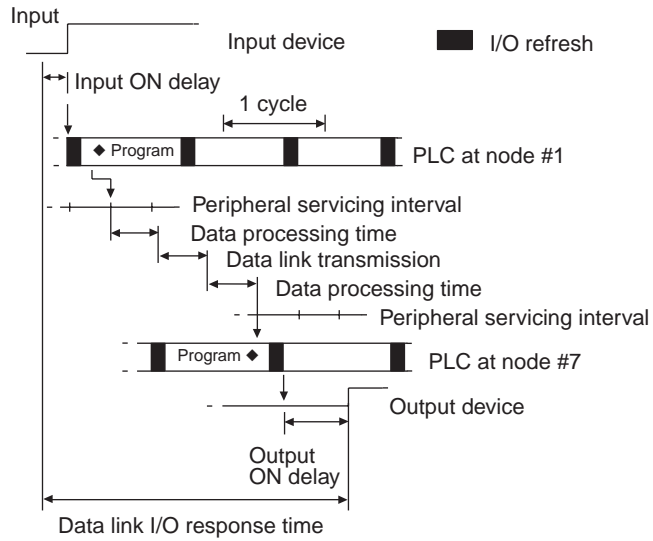 Input
Input device
I/O refresh
Input ON delay
1 cycle
◆ Program
PLC at node #1
Peripheral servicing interval
Data processing time
Data link transmission
Data processing time
Peripheral servicing interval
Program ◆
PLC at node #7
Output device
Output
ON delay
Data link I/O response time